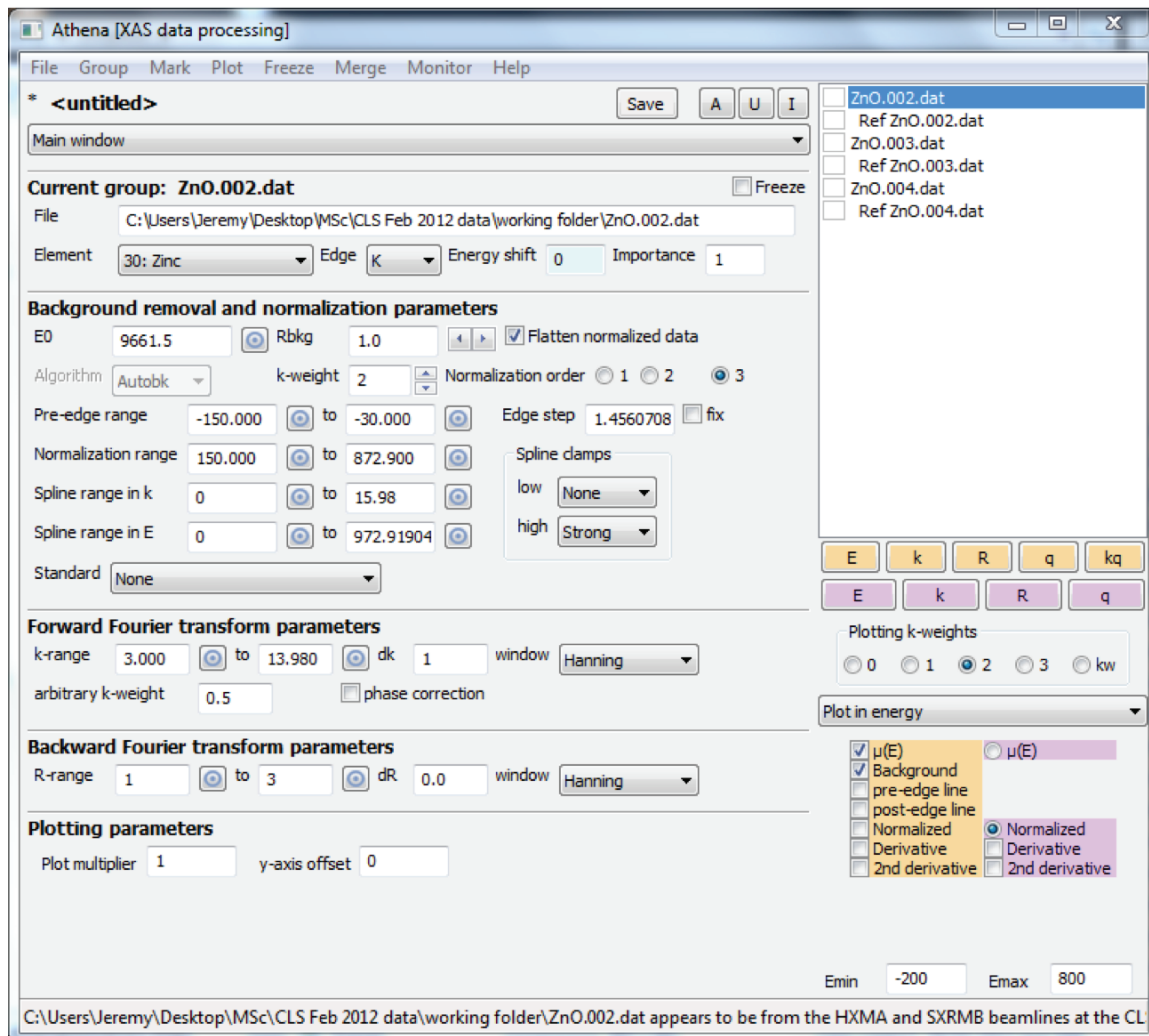 Athena [XAS data processing]
File Group Mark Plot Freeze Merge Monitor Help
* <untitled> Save A U I
Main window
Current group: ZnO.002.dat Freeze
File C:\Users\Jeremy\Desktop\MSc\CLS Feb 2012 data\working folder\ZnO.002.dat
Element 30: Zinc Edge K Energy shift 0 Importance 1
Background removal and normalization parameters
E0 9661.5 Rbkg 1.0 Flatten normalized data
Algorithm Autobk k-weight 2 Normalization order 1 2 3
Pre-edge range -150.000 to -30.000 Edge step 1.4560708 fix
Normalization range 150.000 to 872.900 Spline clamps
Spline range in k 0 to 15.98 low None
Spline range in E 0 to 972.91904 high Strong
Standard None
Forward Fourier transform parameters
k-range 3.000 to 13.980 dk 1 window Hanning
arbitrary k-weight 0.5 phase correction
Backward Fourier transform parameters
R-range 1 to 3 dR 0.0 window Hanning
Plotting parameters
Plot multiplier 1 y-axis offset 0
ZnO.002.dat
Ref ZnO.002.dat
ZnO.003.dat
Ref ZnO.003.dat
ZnO.004.dat
Ref ZnO.004.dat
E k R q kq
E k R q
Plotting k-weights
0 1 2 3 kw
Plot in energy
μ(E) μ(E)
Background
pre-edge line
post-edge line
Normalized Normalized
Derivative Derivative
2nd derivative 2nd derivative
Emin -200 Emax 800
C:\Users\Jeremy\Desktop\MSc\CLS Feb 2012 data\working folder\ZnO.002.dat appears to be from the HXMA and SXRMB beamlines at the CL